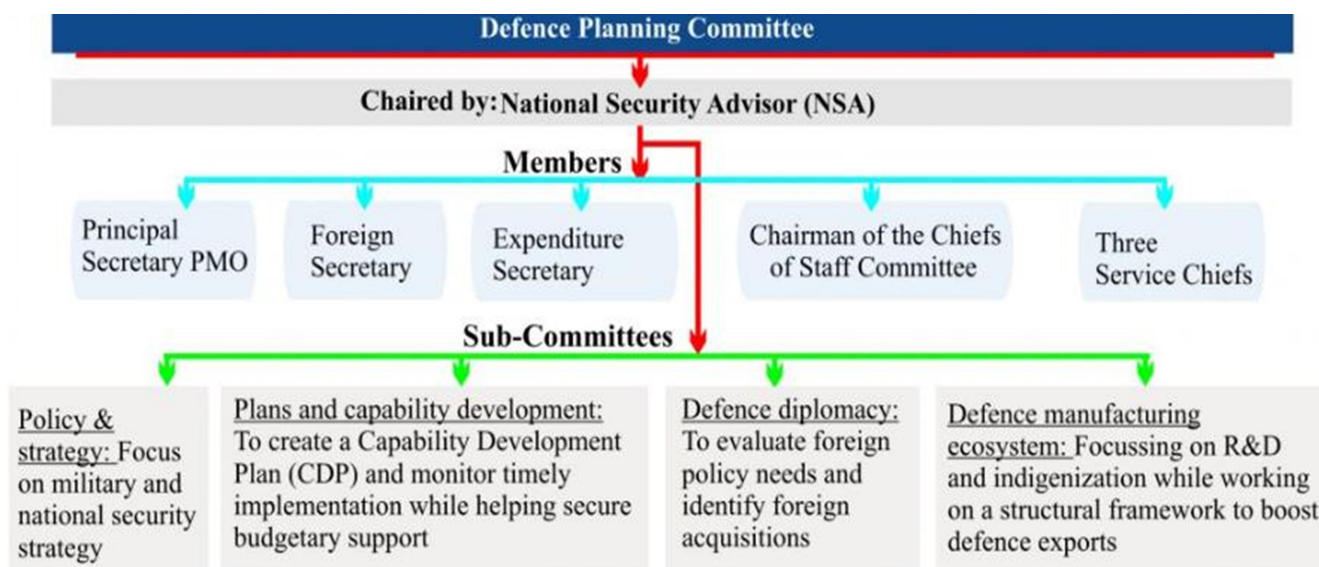 Defence Planning Committee
Chaired by: National Security Advisor (NSA)
Members
Principal
Secretary PMO
Foreign
Secretary
Expenditure
Secretary
Chairman of the Chiefs
of Staff Committee
Three
Service Chiefs
Sub-Committees
Policy &
strategy: Focus
on military and
national security
strategy
Plans and capability development:
To create a Capability Development
Plan (CDP) and monitor timely
implementation while helping secure
budgetary support
Defence diplomacy:
To evaluate foreign
policy needs and
identify foreign
acquisitions
Defence manufacturing
ecosystem: Focussing on R&D
and indigenization while working
on a structural framework to boost
defence exports